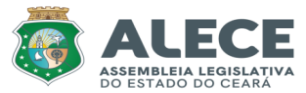 ALECE
ASSEMBLEIA LEGISLATIVA
DO ESTADO DO CEARÁ